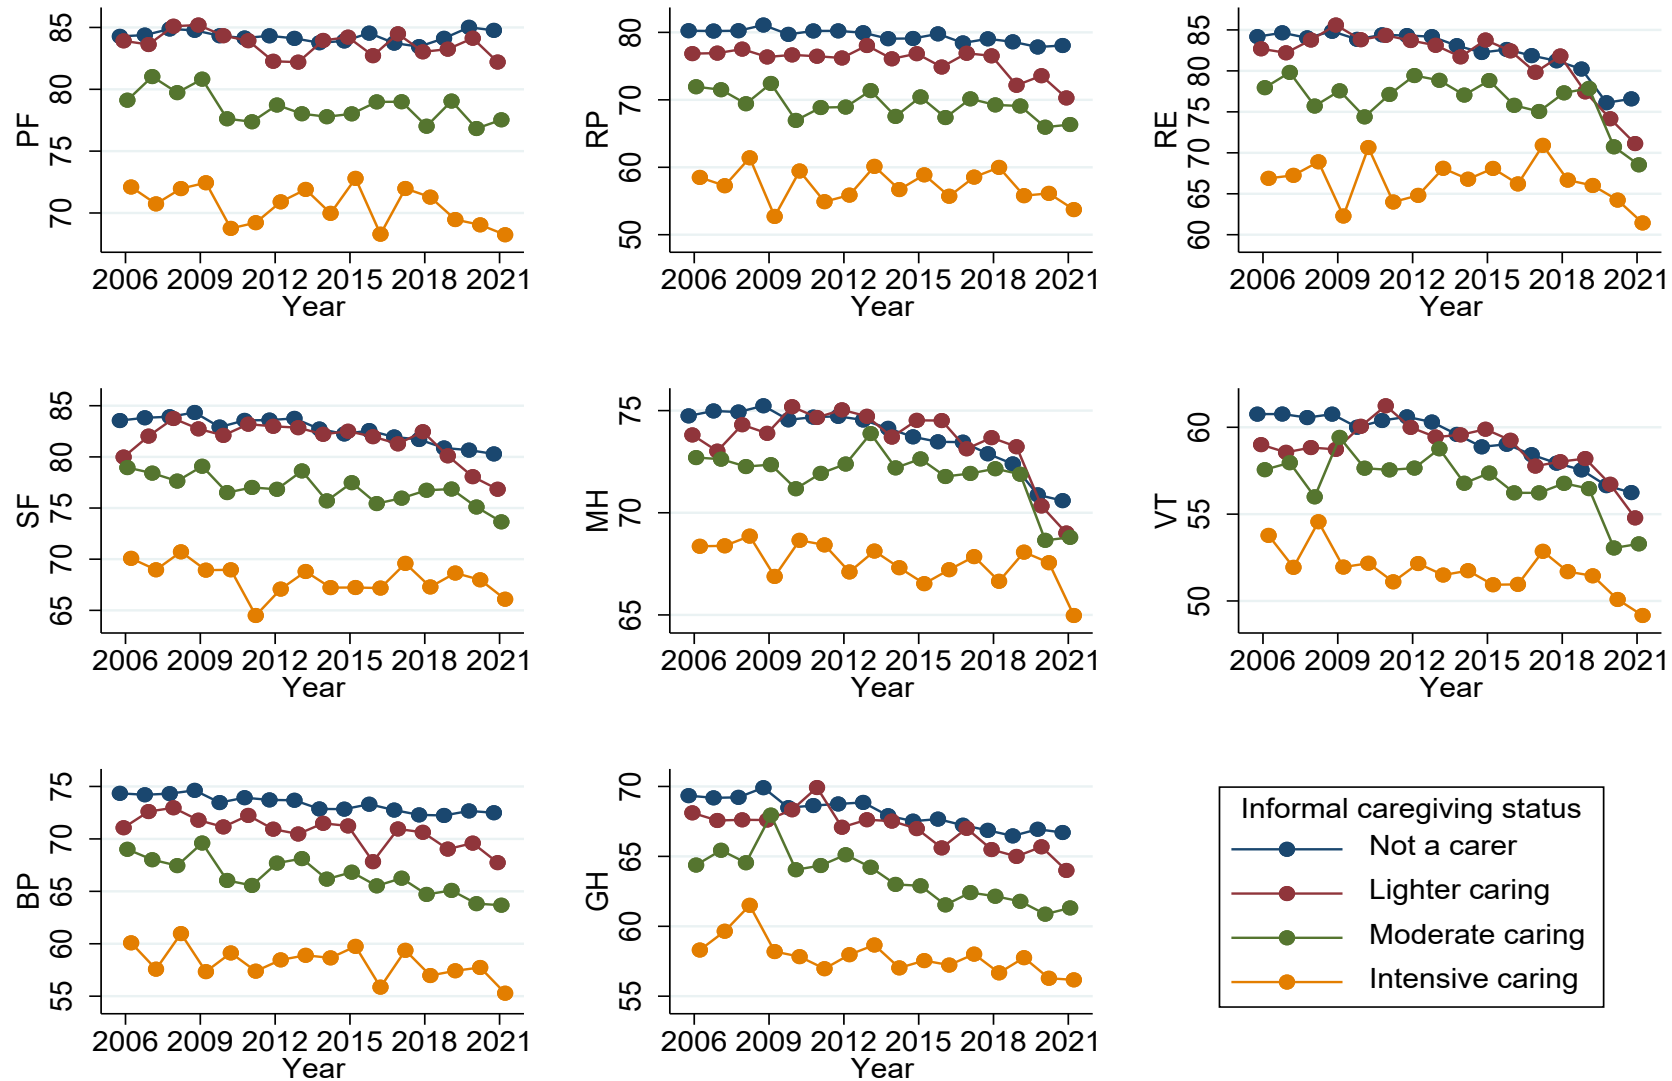 PF
85
80
75
70
2006 2009 2012 2015 2018 2021
Year
RP
80
70
60
50
2006 2009 2012 2015 2018 2021
Year
RE
85
80
75
70
65
60
2006 2009 2012 2015 2018 2021
Year
SF
85
80
75
70
65
2006 2009 2012 2015 2018 2021
Year
MH
75
70
65
2006 2009 2012 2015 2018 2021
Year
VT
60
55
50
2006 2009 2012 2015 2018 2021
Year
BP
75
70
65
60
55
2006 2009 2012 2015 2018 2021
Year
GH
70
65
60
55
2006 2009 2012 2015 2018 2021
Year
Informal caregiving status
Not a carer
Lighter caring
Moderate caring
Intensive caring